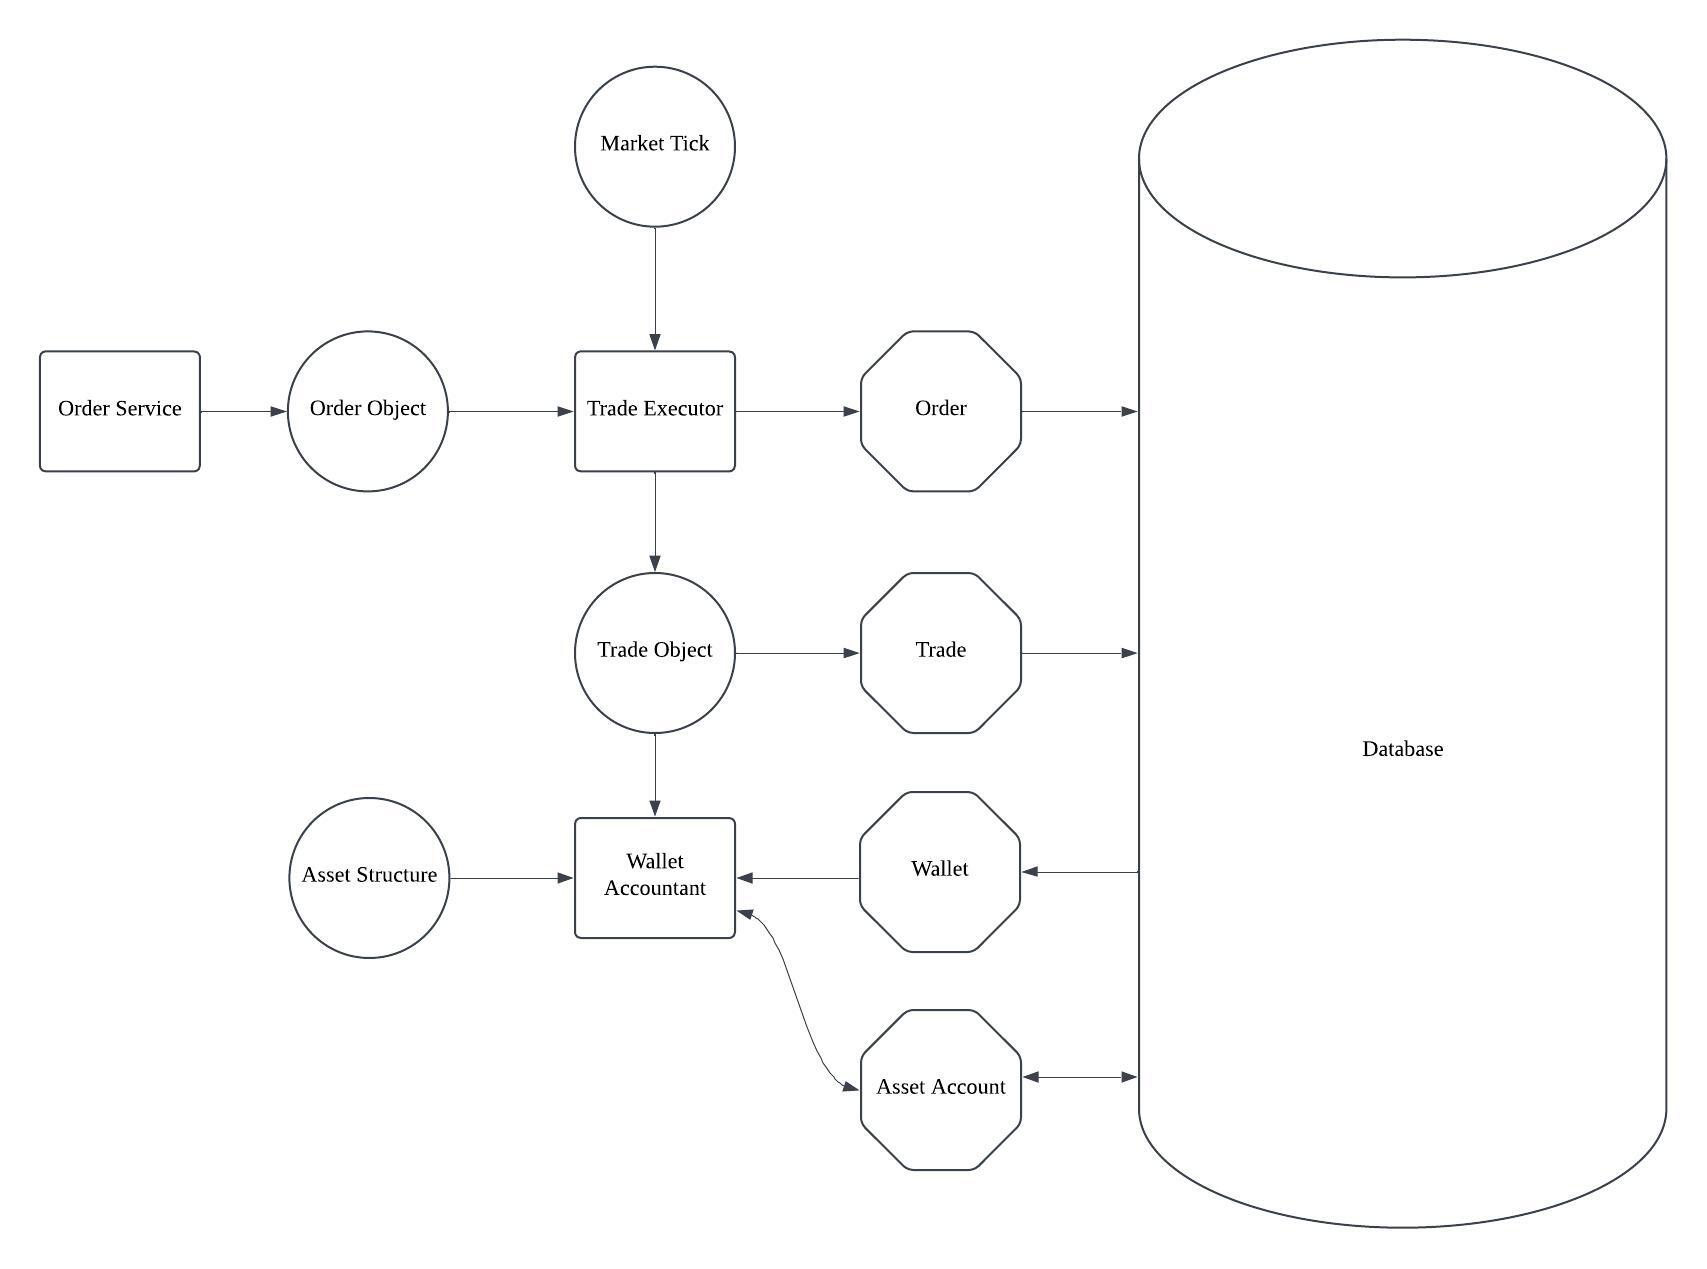 Market Tick
Order Service
Order Object
Trade Executor
Order
Trade Object
Trade
Database
Asset Structure
Wallet
Accountant
Wallet
Asset Account